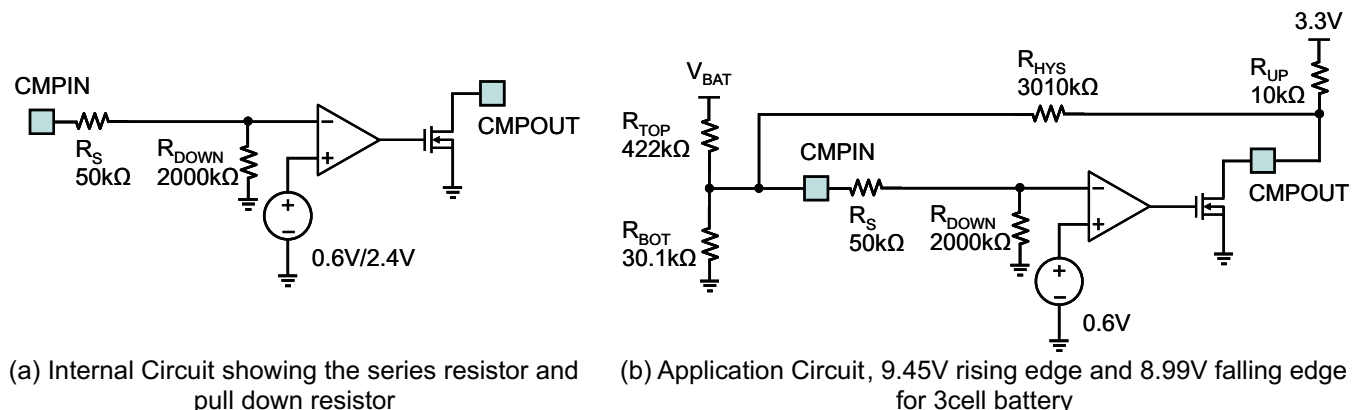 CMPIN
R_S
50kΩ
R_DOWN
2000kΩ
−
+
+
−
0.6V/2.4V
CMPOUT
(a) Internal Circuit showing the series resistor and
pull down resistor
3.3V
V_BAT
R_HYS
3010kΩ
R_UP
10kΩ
R_TOP
422kΩ
CMPIN
R_S
50kΩ
R_DOWN
2000kΩ
R_BOT
30.1kΩ
−
+
+
−
0.6V
CMPOUT
(b) Application Circuit, 9.45V rising edge and 8.99V falling edge
for 3cell battery